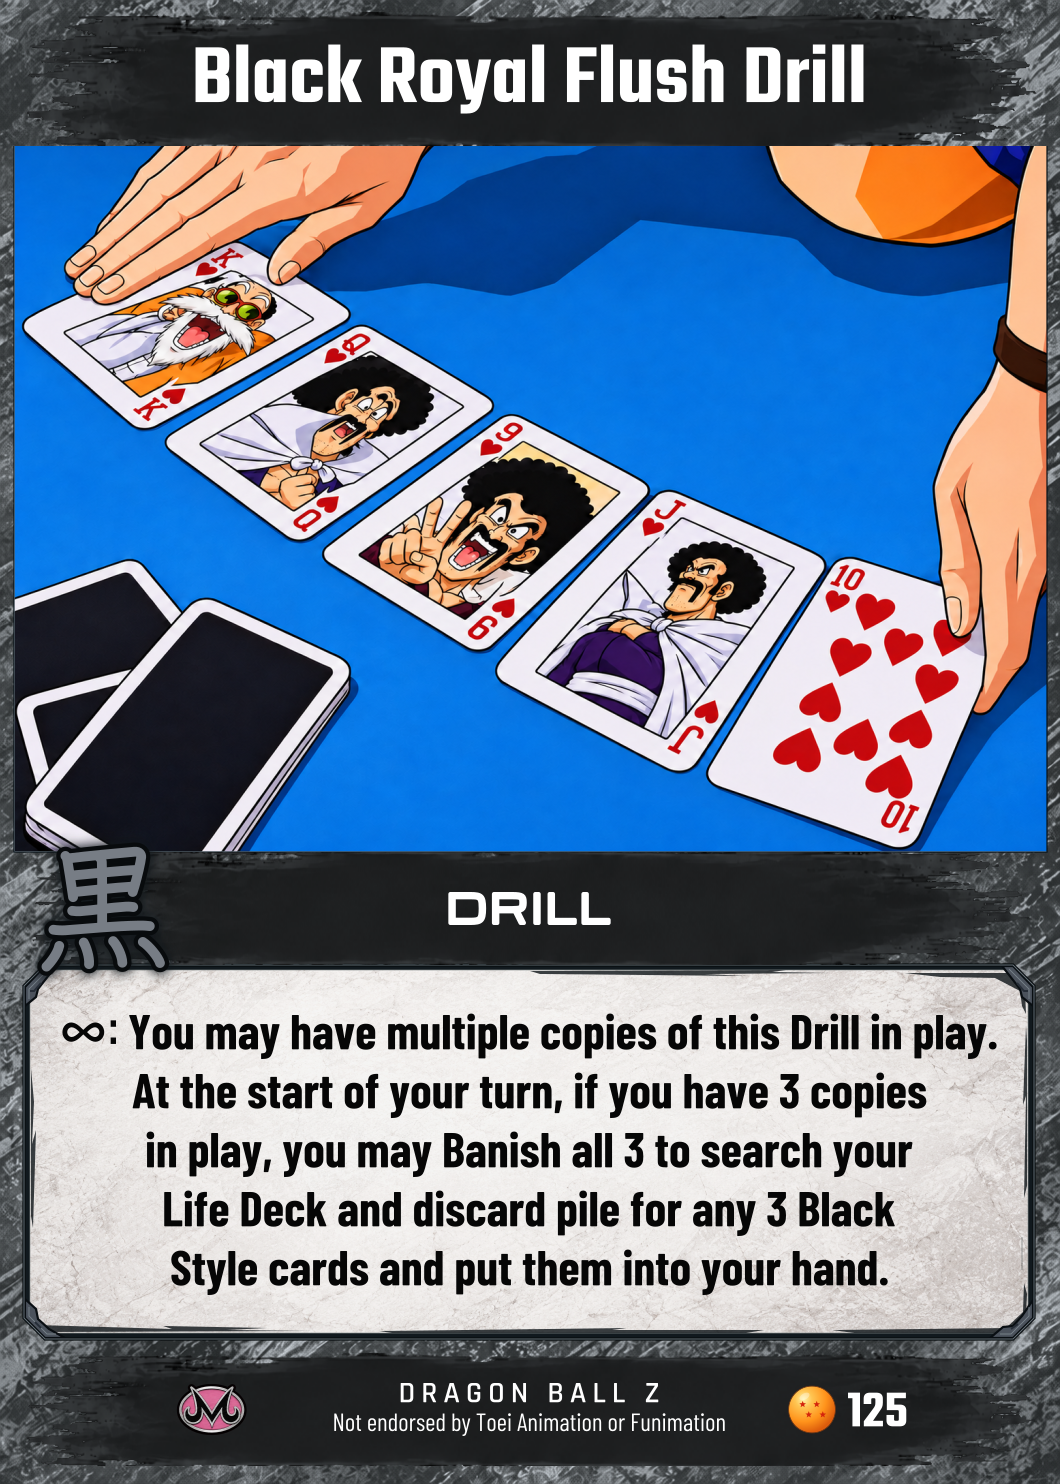 Black Royal Flush Drill
K
K
Q
Q
9
9
J
J
10
10
黒
DRILL
∞: You may have multiple copies of this Drill in play.
At the start of your turn, if you have 3 copies
in play, you may Banish all 3 to search your
Life Deck and discard pile for any 3 Black
Style cards and put them into your hand.
M
DRAGON BALL Z
Not endorsed by Toei Animation or Funimation
125